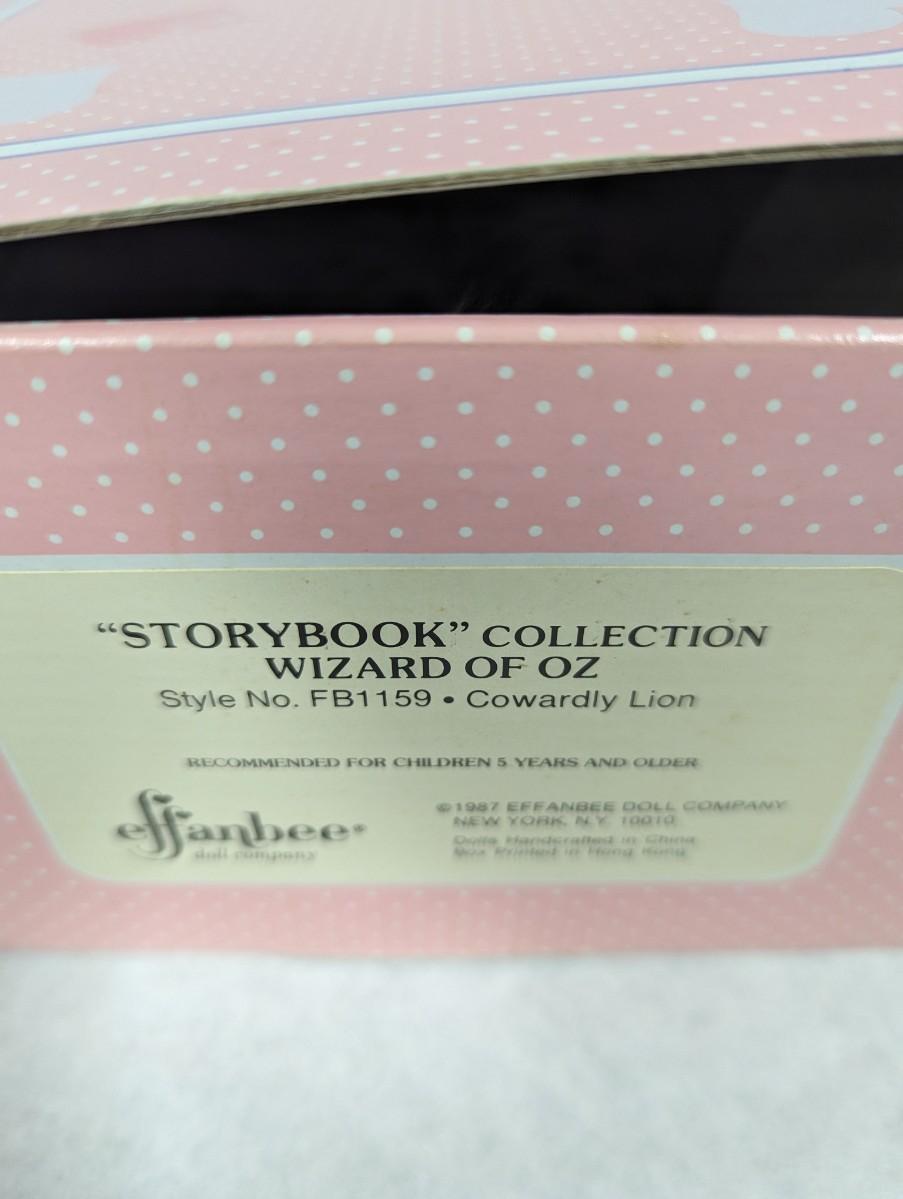 “STORYBOOK” COLLECTION
WIZARD OF OZ
Style No. FB1159 • Cowardly Lion
RECOMMENDED FOR CHILDREN 5 YEARS AND OLDER
effanbee®
doll company
©1987 EFFANBEE DOLL COMPANY
NEW YORK, N.Y. 10010
Dolls Handcrafted in China
Box Printed in Hong Kong